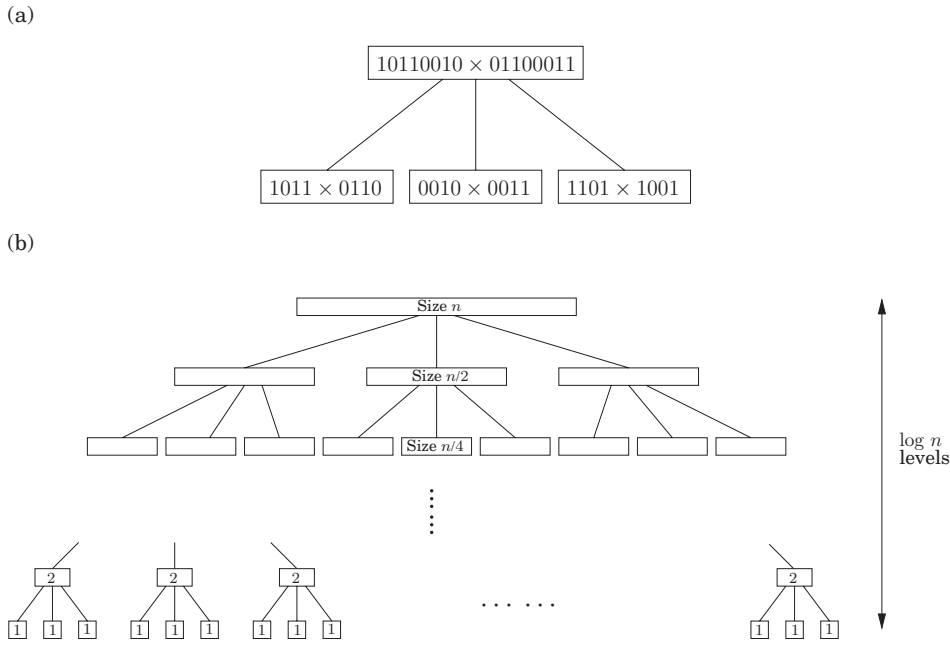 (a)
10110010 × 01100011
1011 × 0110 0010 × 0011 1101 × 1001
(b)
Size n
Size n/2
Size n/4
log n
levels
2 2 2 2
1 1 1 1 1 1 1 1 1 1 1 1